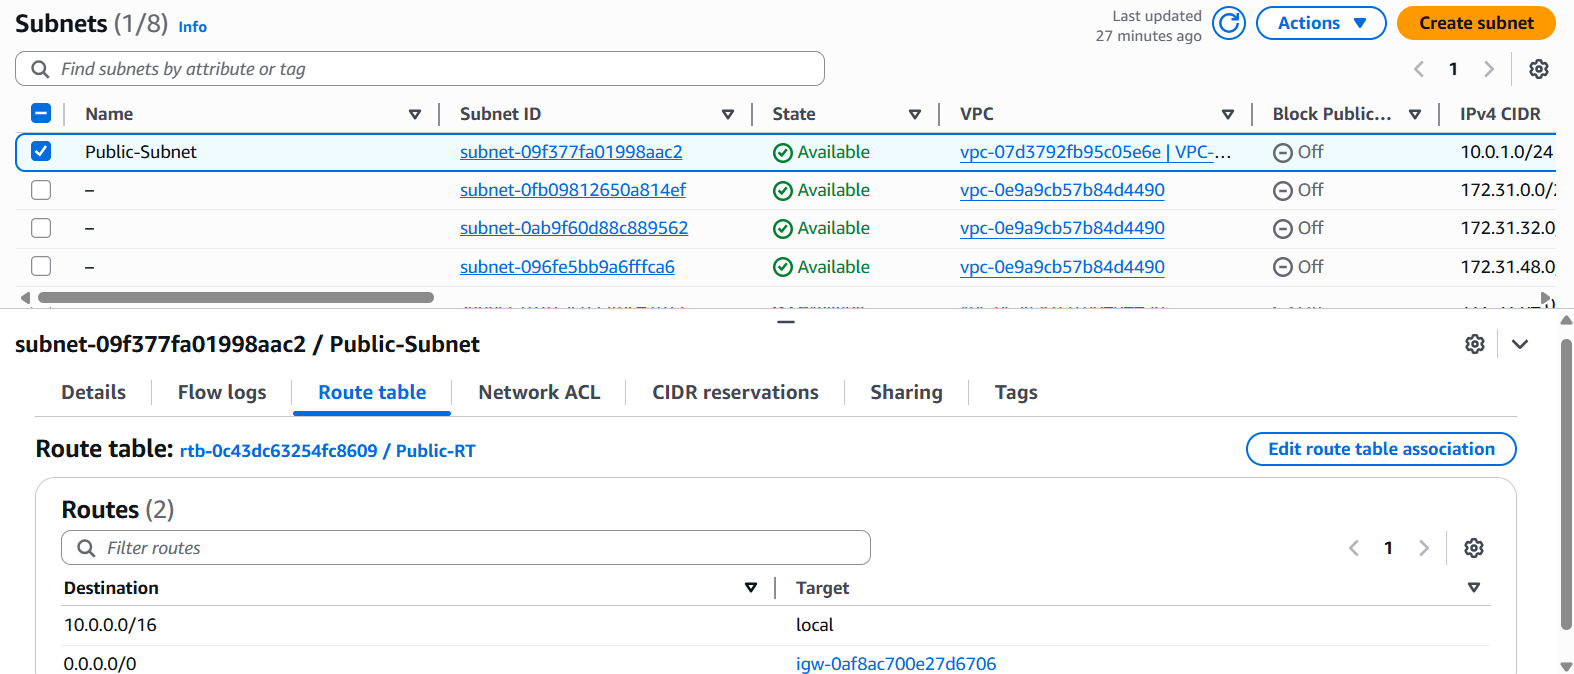 Subnets (1/8) Info
Last updated
27 minutes ago
Actions
Create subnet
Find subnets by attribute or tag
1
Name Subnet ID State VPC Block Public... IPv4 CIDR
Public-Subnet subnet-09f377fa01998aac2 Available vpc-07d3792fb95c05e6e | VPC-... Off 10.0.1.0/24
– subnet-0fb09812650a814ef Available vpc-0e9a9cb57b84d4490 Off 172.31.0.0/
– subnet-0ab9f60d88c889562 Available vpc-0e9a9cb57b84d4490 Off 172.31.32.0
– subnet-096fe5bb9a6fffca6 Available vpc-0e9a9cb57b84d4490 Off 172.31.48.0
subnet-09f377fa01998aac2 / Public-Subnet
Details Flow logs Route table Network ACL CIDR reservations Sharing Tags
Route table: rtb-0c43dc63254fc8609 / Public-RT
Edit route table association
Routes (2)
Filter routes
1
Destination Target
10.0.0.0/16 local
0.0.0.0/0 igw-0af8ac700e27d6706